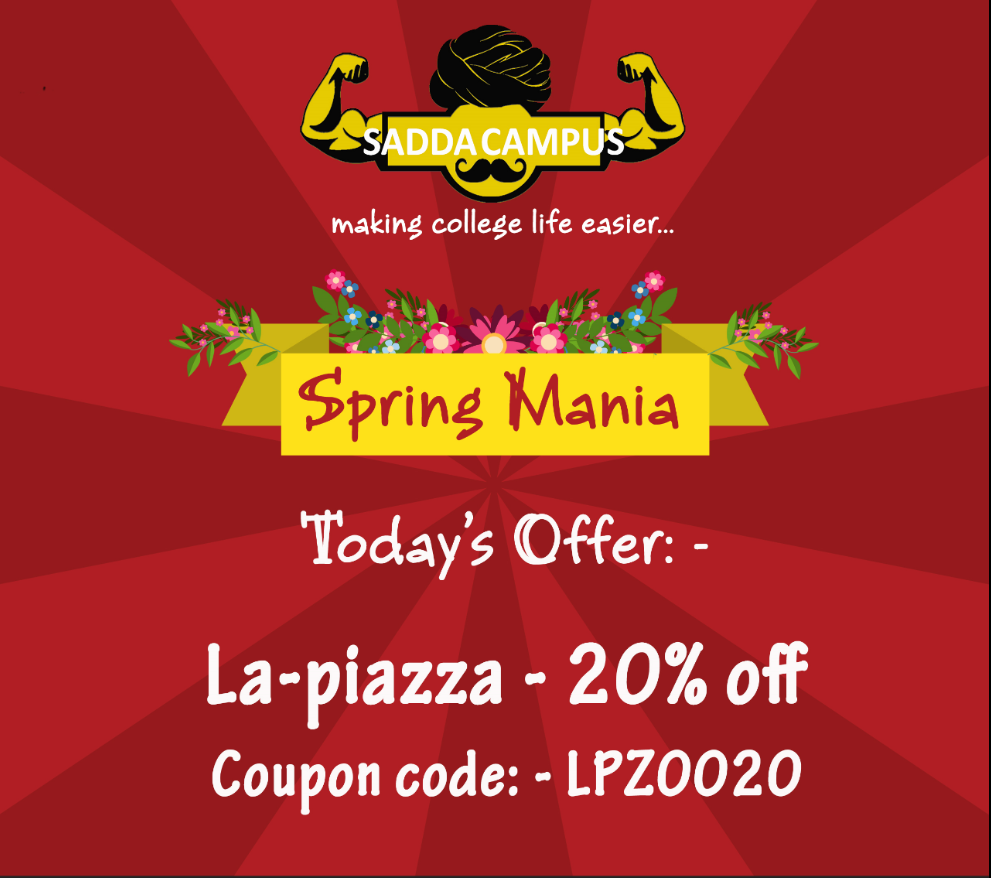 SADDA CAMPUS
making college life easier...
Spring Mania
Today's Offer: -
La-piazza - 20% off
Coupon code: - LPZ0020